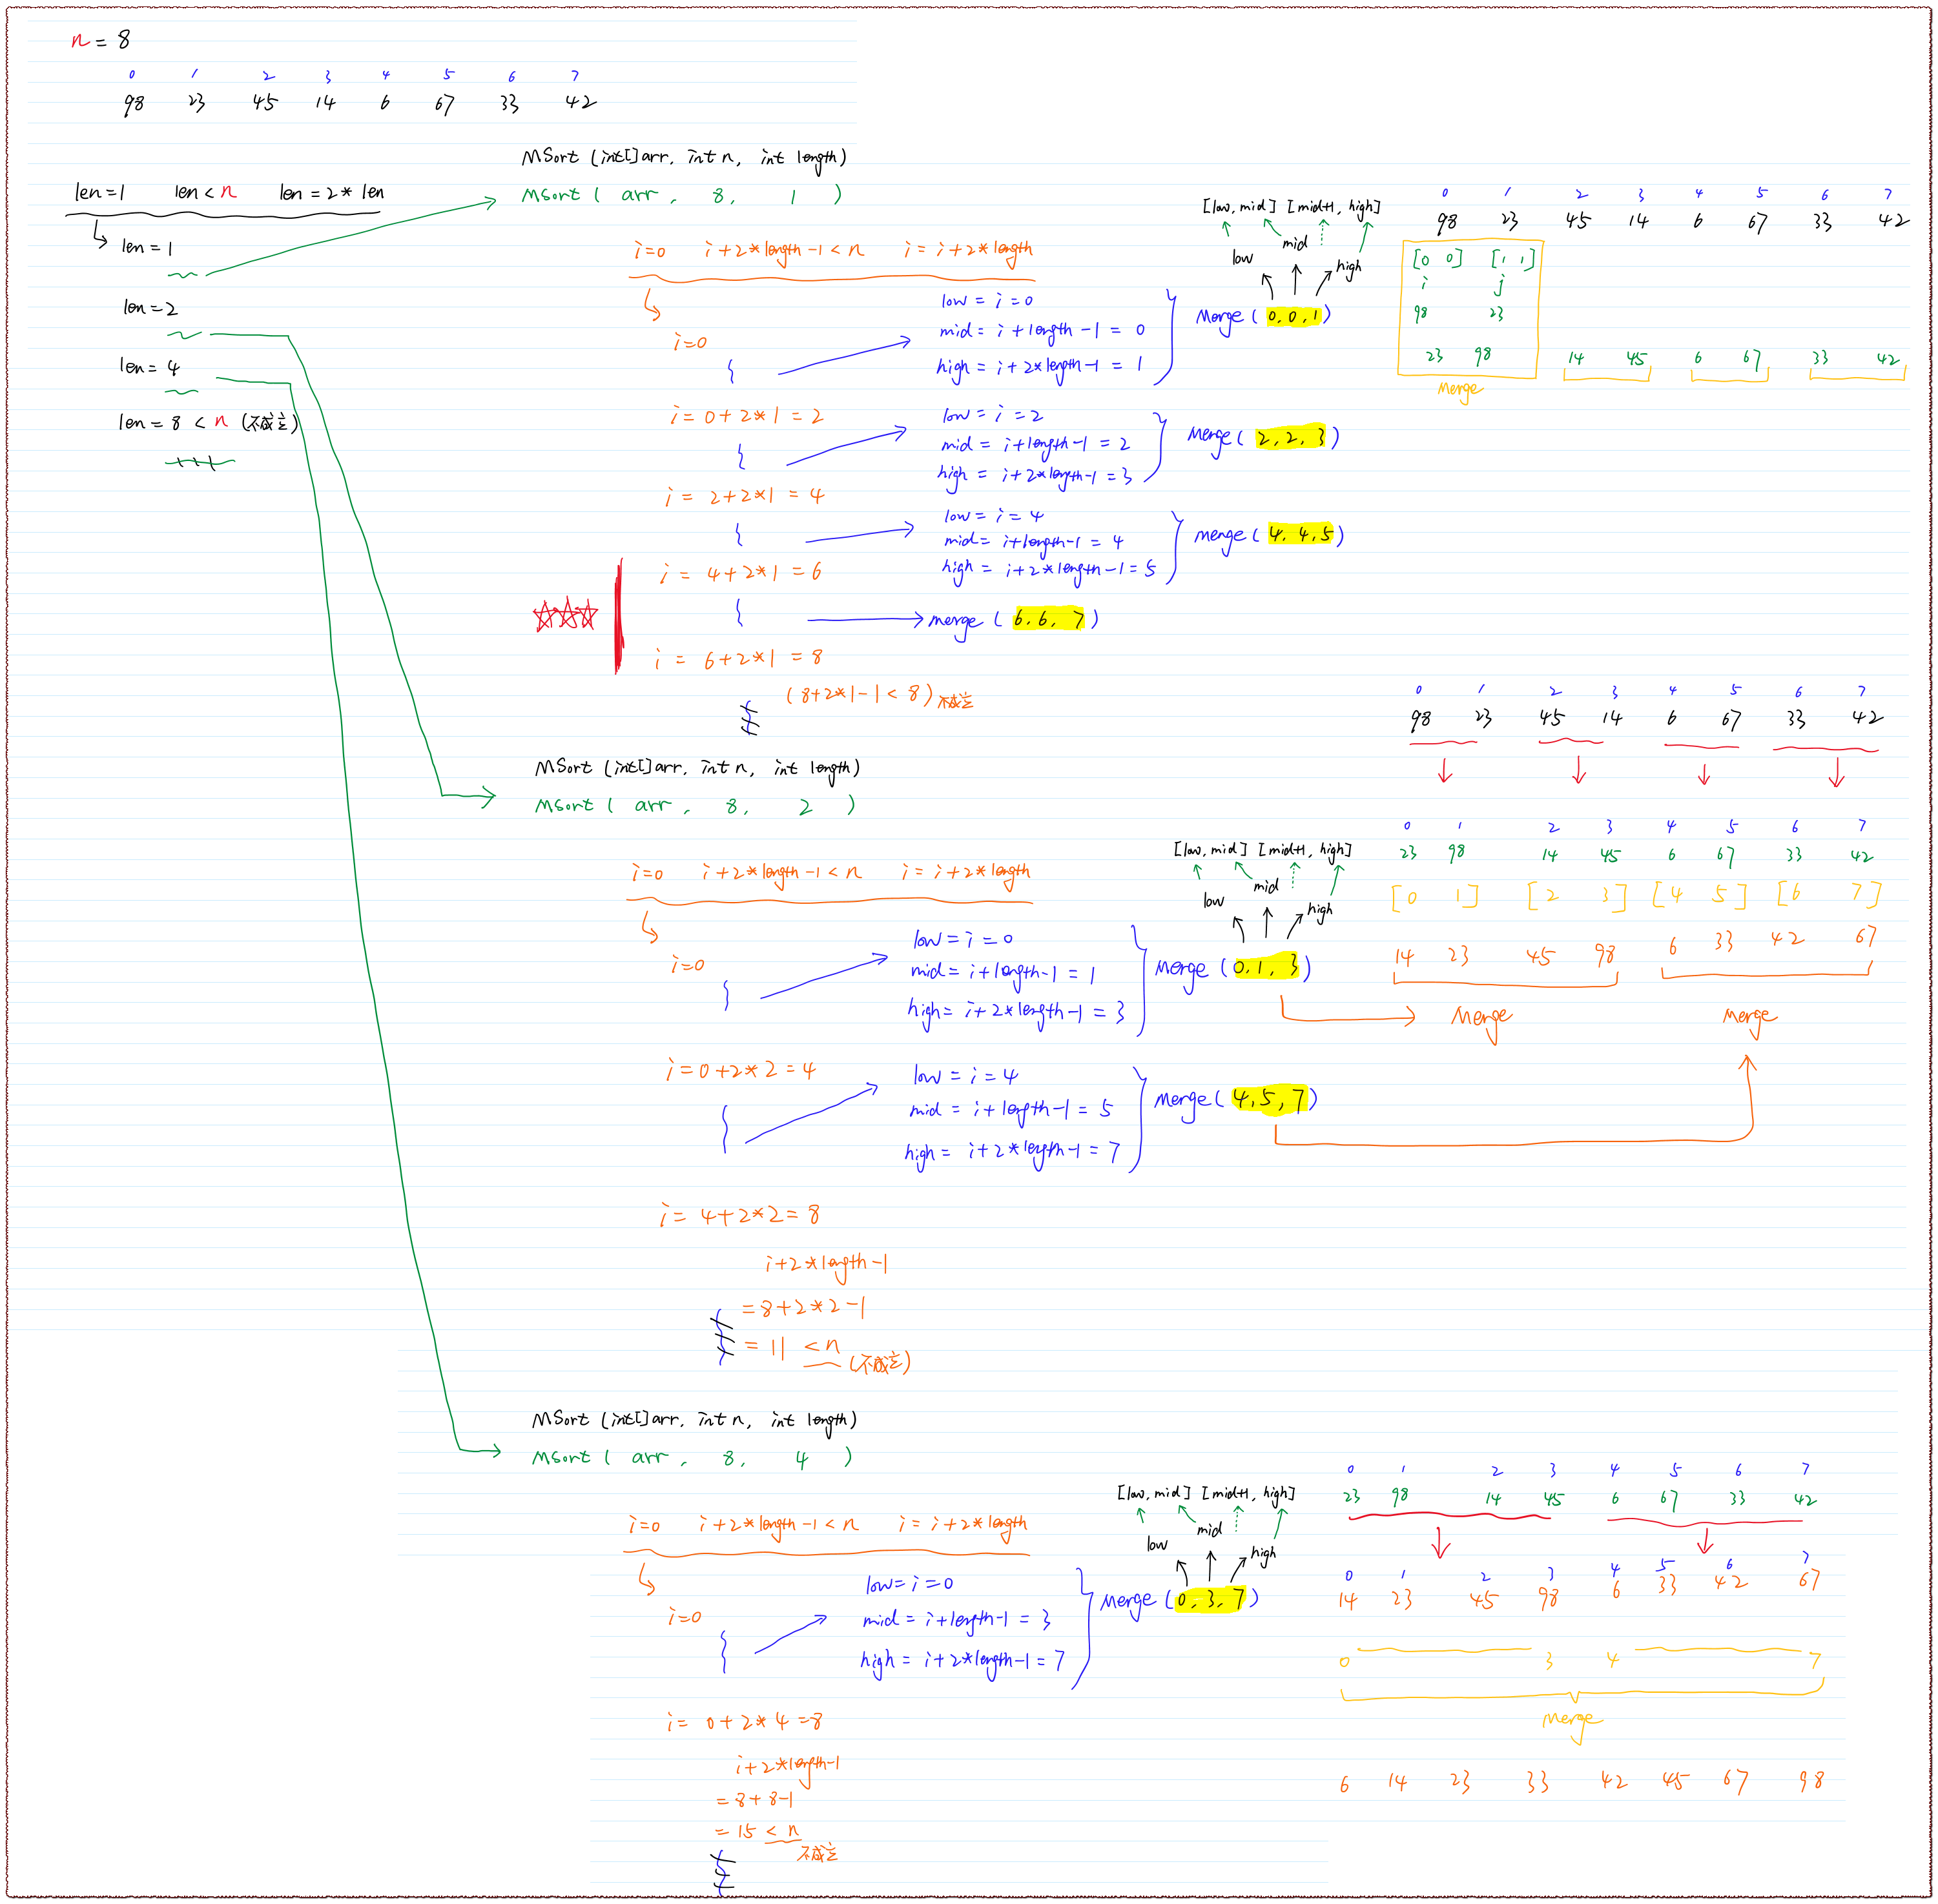 n = 8
0 1 2 3 4 5 6 7
98 23 45 14 6 67 33 42
len=1 len<n len=2*len
len=1
len=2
len=4
len=8<n (不成立)
MSort (int[]arr, int n, int length)
MSort ( arr, 8, 1 )
i=0 i+2*length-1<n i=i+2*length
i=0
low=i=0
mid=i+length-1=0
high=i+2*length-1=1
Merge(0,0,1)
[low,mid] [mid+1,high]
low mid high
i=0+2*1=2
low=i=2
mid=i+length-1=2
high=i+2*length-1=3
Merge(2,2,3)
i=2+2*1=4
low=i=4
mid=i+length-1=4
high=i+2*length-1=5
merge(4,4,5)
i=4+2*1=6
merge(6,6,7)
i=6+2*1=8
(8+2*1-1<8)不成立
0 1 2 3 4 5 6 7
98 23 45 14 6 67 33 42
[0 0] [1 1]
i j
98 23
23 98 14 45 6 67 33 42
Merge
MSort (int[]arr, int n, int length)
MSort ( arr, 8, 2 )
i=0 i+2*length-1<n i=i+2*length
i=0
low=i=0
mid=i+length-1=1
high=i+2*length-1=3
Merge(0,1,3)
[low,mid] [mid+1,high]
low mid high
i=0+2*2=4
low=i=4
mid=i+length-1=5
high=i+2*length-1=7
Merge(4,5,7)
i=4+2*2=8
i+2*length-1
=8+2*2-1
=11<n (不成立)
0 1 2 3 4 5 6 7
98 23 45 14 6 67 33 42
0 1 2 3 4 5 6 7
23 98 14 45 6 67 33 42
[0 1] [2 3] [4 5] [6 7]
14 23 45 98 6 33 42 67
Merge Merge
MSort (int[]arr, int n, int length)
MSort ( arr, 8, 4 )
i=0 i+2*length-1<n i=i+2*length
i=0
low=i=0
mid=i+length-1=3
high=i+2*length-1=7
Merge(0,3,7)
[low,mid] [mid+1,high]
low mid high
i=0+2*4=8
i+2*length-1
=8+8-1
=15<n
不成立
0 1 2 3 4 5 6 7
23 98 14 45 6 67 33 42
0 1 2 3 4 5 6 7
14 23 45 98 6 33 42 67
0 3 4 7
Merge
6 14 23 33 42 45 67 98